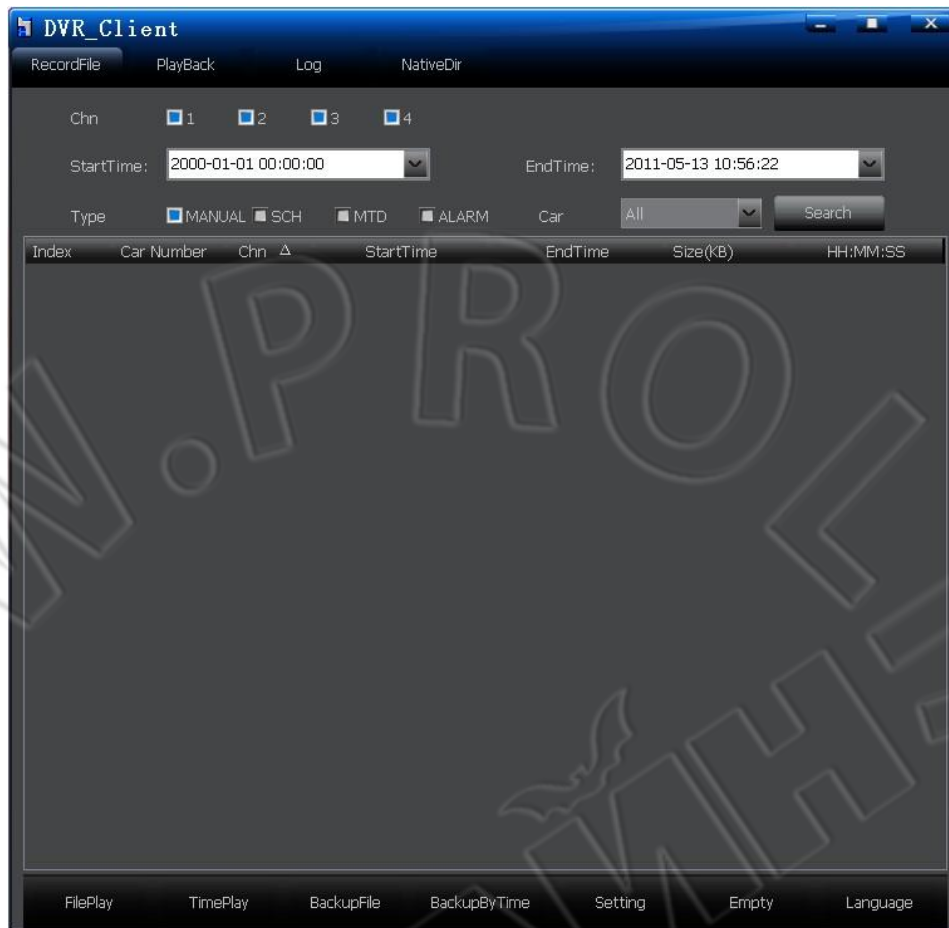 DVR_Client
RecordFile PlayBack Log NativeDir
Chn 1 2 3 4
StartTime: 2000-01-01 00:00:00 EndTime: 2011-05-13 10:56:22
Type MANUAL SCH MTD ALARM Car All Search
Index Car Number Chn Δ StartTime EndTime Size(KB) HH:MM:SS
W.PROL
АЙНЭ
FilePlay TimePlay BackupFile BackupByTime Setting Empty Language